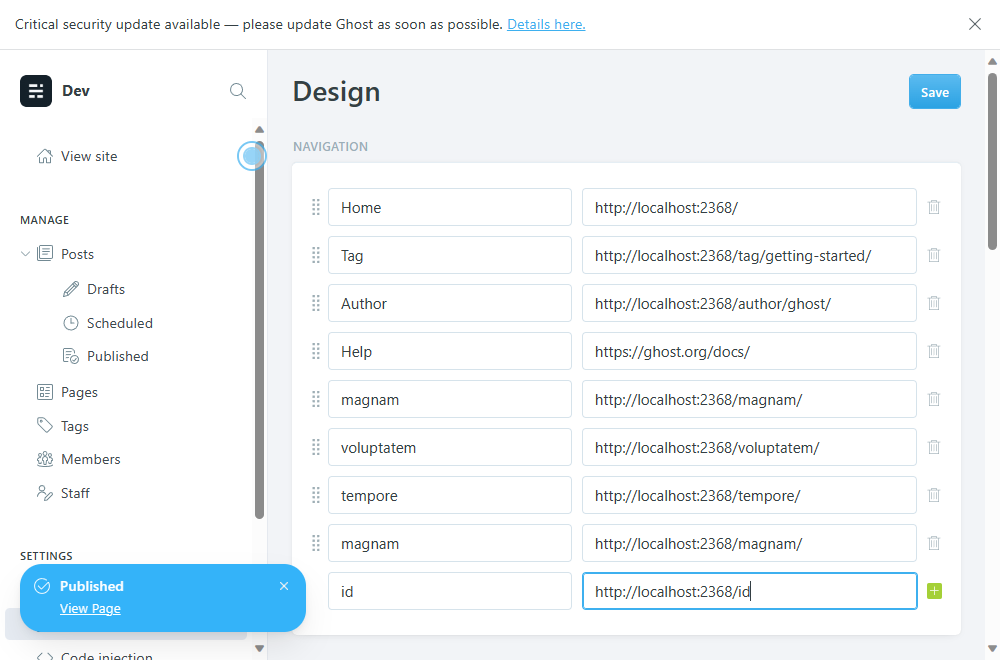 Critical security update available — please update Ghost as soon as possible. Details here.
Dev
View site
MANAGE
Posts
Drafts
Scheduled
Published
Pages
Tags
Members
Staff
SETTINGS
Published
View Page
Code injection
Design
Save
NAVIGATION
Home http://localhost:2368/
Tag http://localhost:2368/tag/getting-started/
Author http://localhost:2368/author/ghost/
Help https://ghost.org/docs/
magnam http://localhost:2368/magnam/
voluptatem http://localhost:2368/voluptatem/
tempore http://localhost:2368/tempore/
magnam http://localhost:2368/magnam/
id http://localhost:2368/id